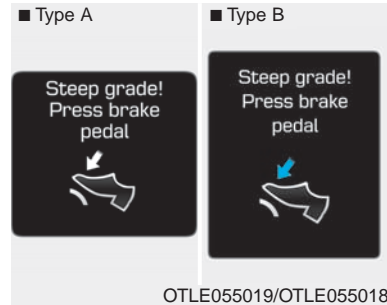 ■ Type A
■ Type B
Steep grade!
Press brake
pedal
Steep grade!
Press brake
pedal
OTLE055019/OTLE055018